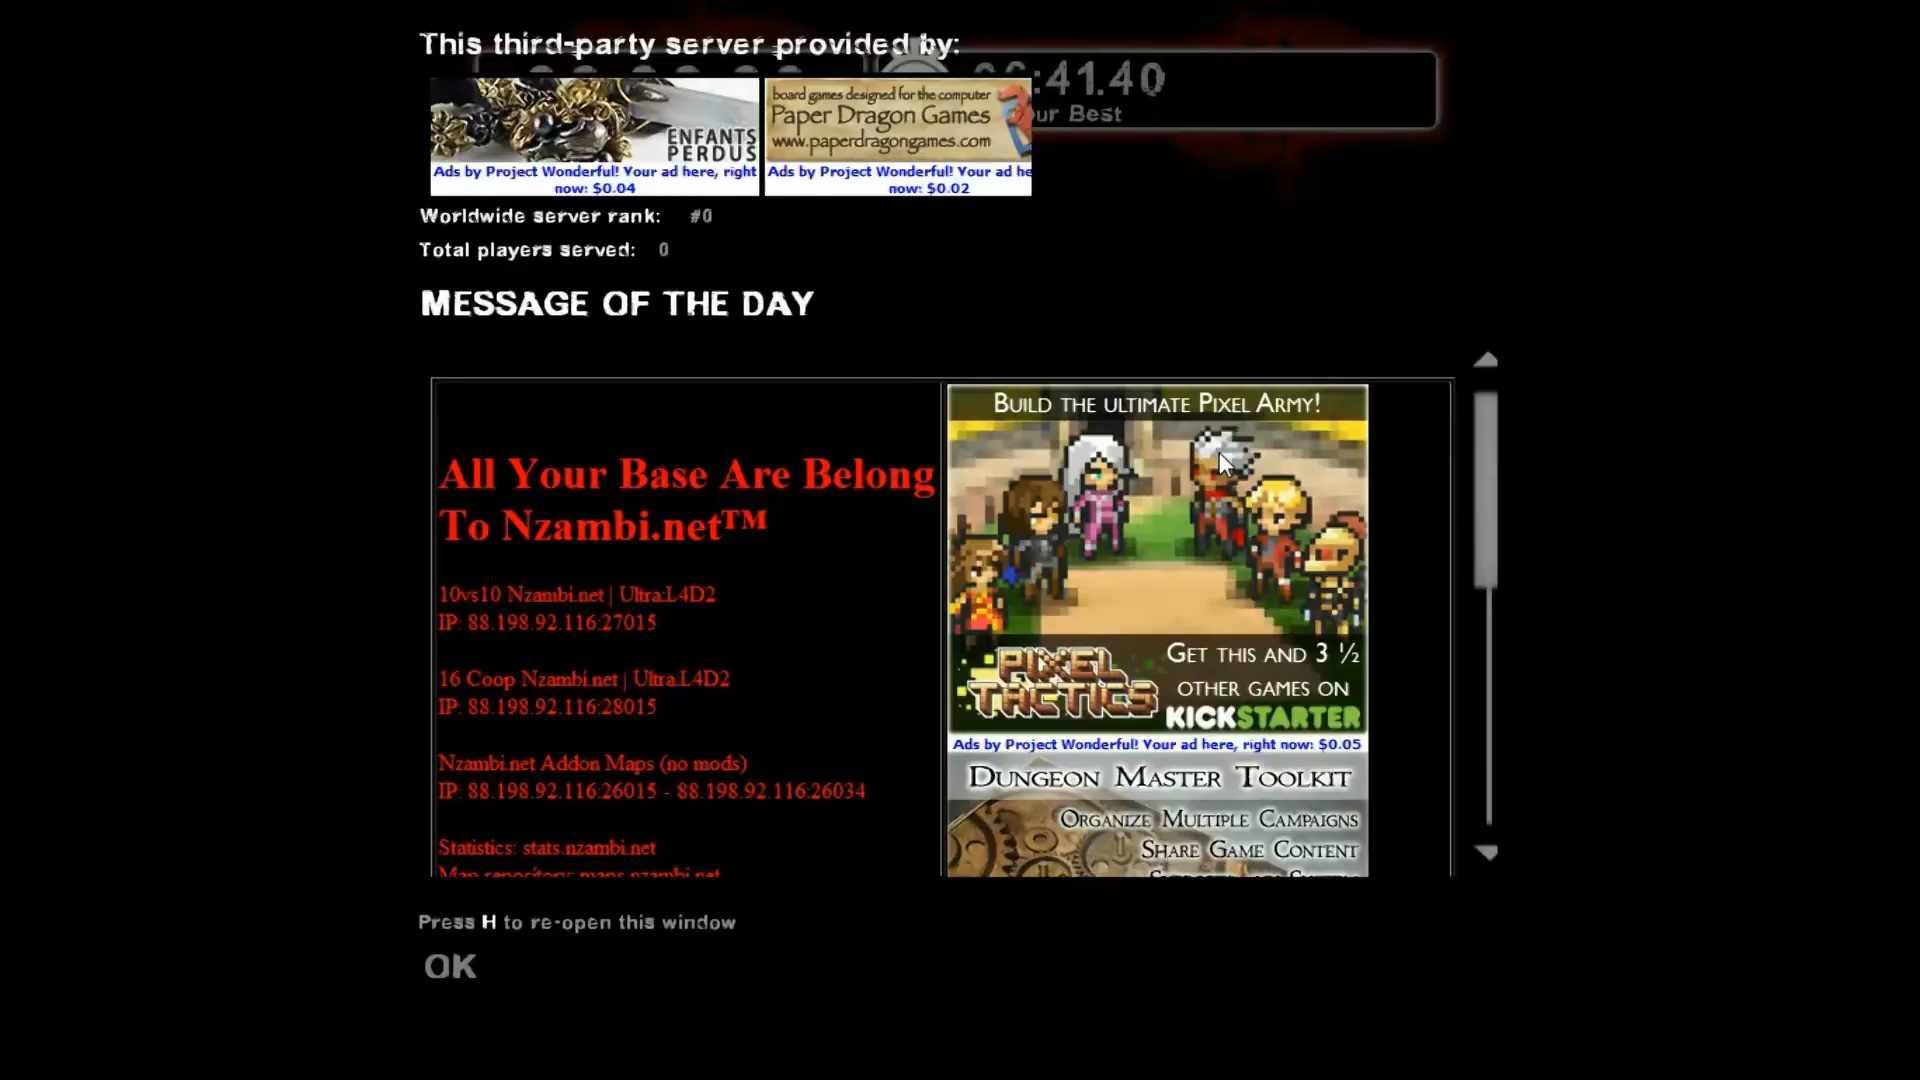 This third-party server provided by:
:41.40
ur Best
ENFANTS
PERDUS
Ads by Project Wonderful! Your ad here, right
now: $0.04
board games designed for the computer
Paper Dragon Games
www.paperdragongames.com
Ads by Project Wonderful! Your ad he
now: $0.02
Worldwide server rank: #0
Total players served: 0
MESSAGE OF THE DAY
All Your Base Are Belong
To Nzambi.net™
10vs10 Nzambi.net | Ultra:L4D2
IP: 88.198.92.116:27015
16 Coop Nzambi.net | Ultra:L4D2
IP: 88.198.92.116:28015
Nzambi.net Addon Maps (no mods)
IP: 88.198.92.116:26015 - 88.198.92.116:26034
Statistics: stats.nzambi.net
Map repository: maps.nzambi.net
BUILD THE ULTIMATE PIXEL ARMY!
PIXEL
TACTICS
GET THIS AND 3 ½
OTHER GAMES ON
KICKSTARTER
Ads by Project Wonderful! Your ad here, right now: $0.05
DUNGEON MASTER TOOLKIT
ORGANIZE MULTIPLE CAMPAIGNS
SHARE GAME CONTENT
Press H to re-open this window
OK